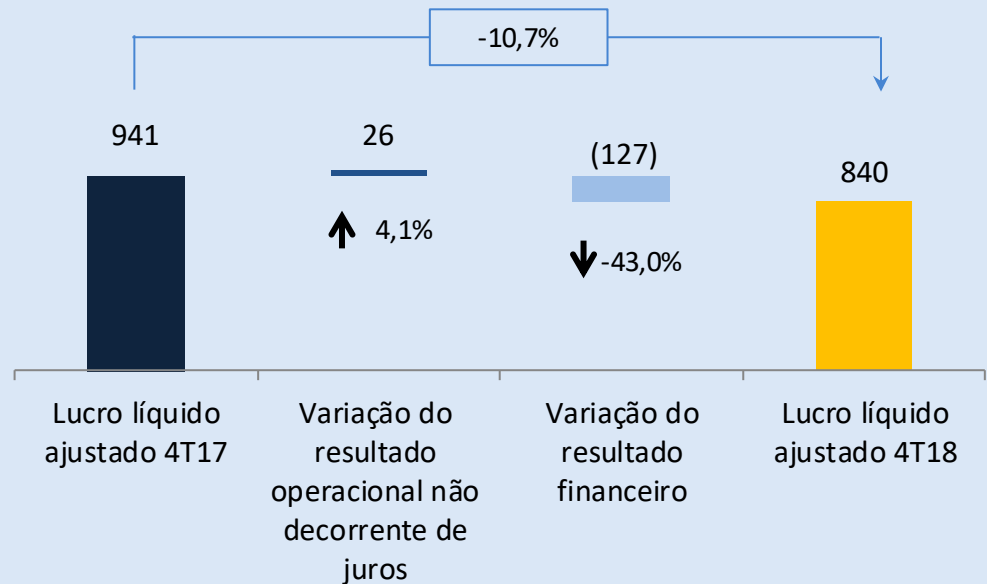 -10,7%
941
26
(127)
840
4,1%
-43,0%
Lucro líquido
ajustado 4T17
Variação do
resultado
operacional não
decorrente de
juros
Variação do
resultado
financeiro
Lucro líquido
ajustado 4T18